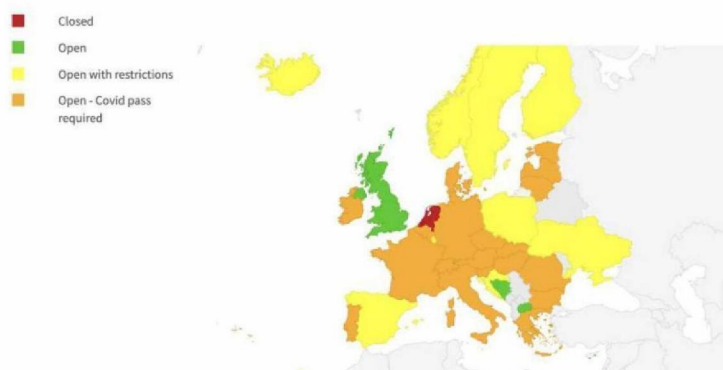 Closed
Open
Open with restrictions
Open - Covid pass
required